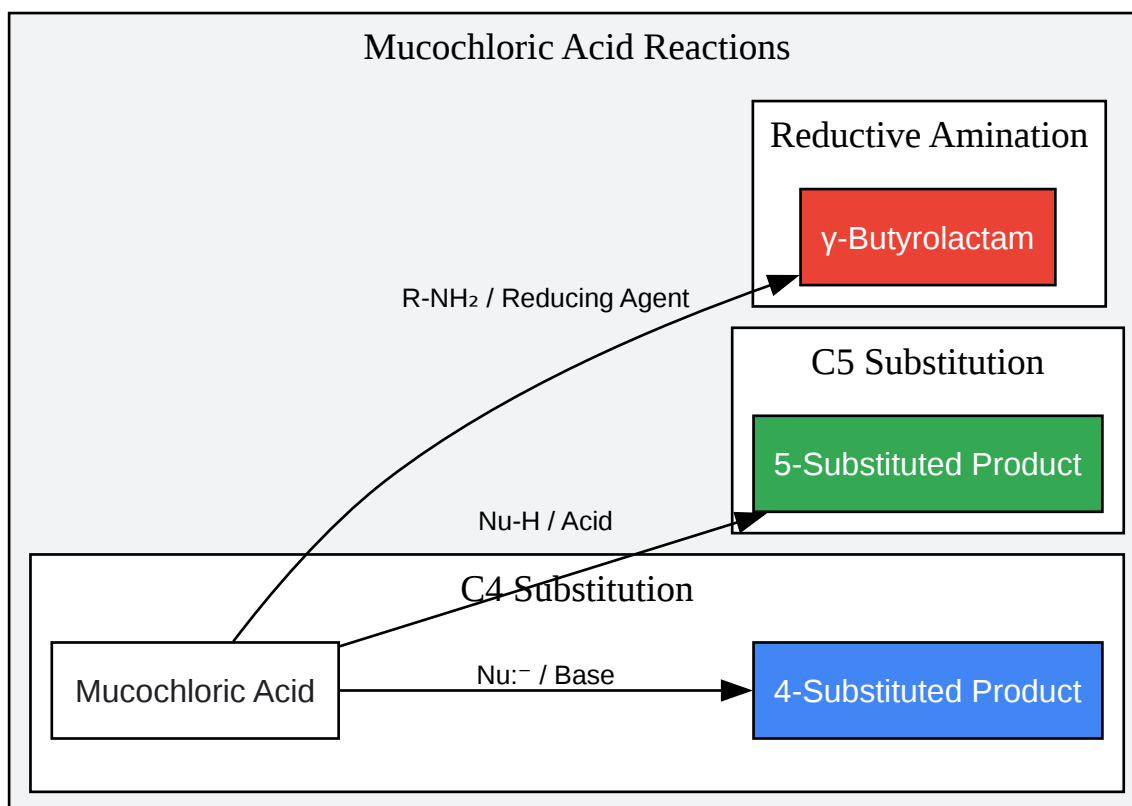 Mucochloric Acid Reactions
Reductive Amination
γ-Butyrolactam
R-NH₂ / Reducing Agent
C5 Substitution
5-Substituted Product
Nu-H / Acid
C4 Substitution
Mucochloric Acid
Nu:⁻ / Base
4-Substituted Product